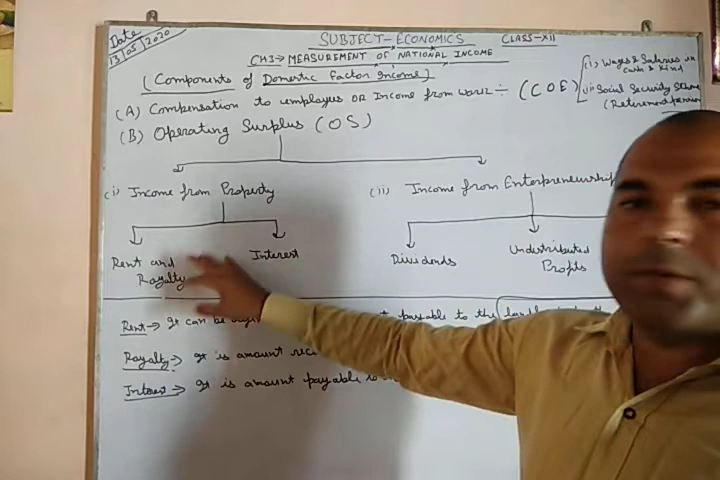 Date
13/05/2020
SUBJECT-ECONOMICS CLASS-XII
CH3→ MEASUREMENT OF NATIONAL INCOME
(Components of Domestic Factor Income)
(A) Compensation to employees OR Income from work ÷ (COE)
(i) Wages & Salaries in
cash & Kind
(ii) Social Security
(Retirement pension
(B) Operating Surplus (OS)
(i) Income from Property
(ii) Income from Enterpreneurship
Rent and
Royalty
Interest
Dividends
Undistributed
Profits
Rent → It can be payable to the
Royalty → It is amount
Interest → It is amount payable to